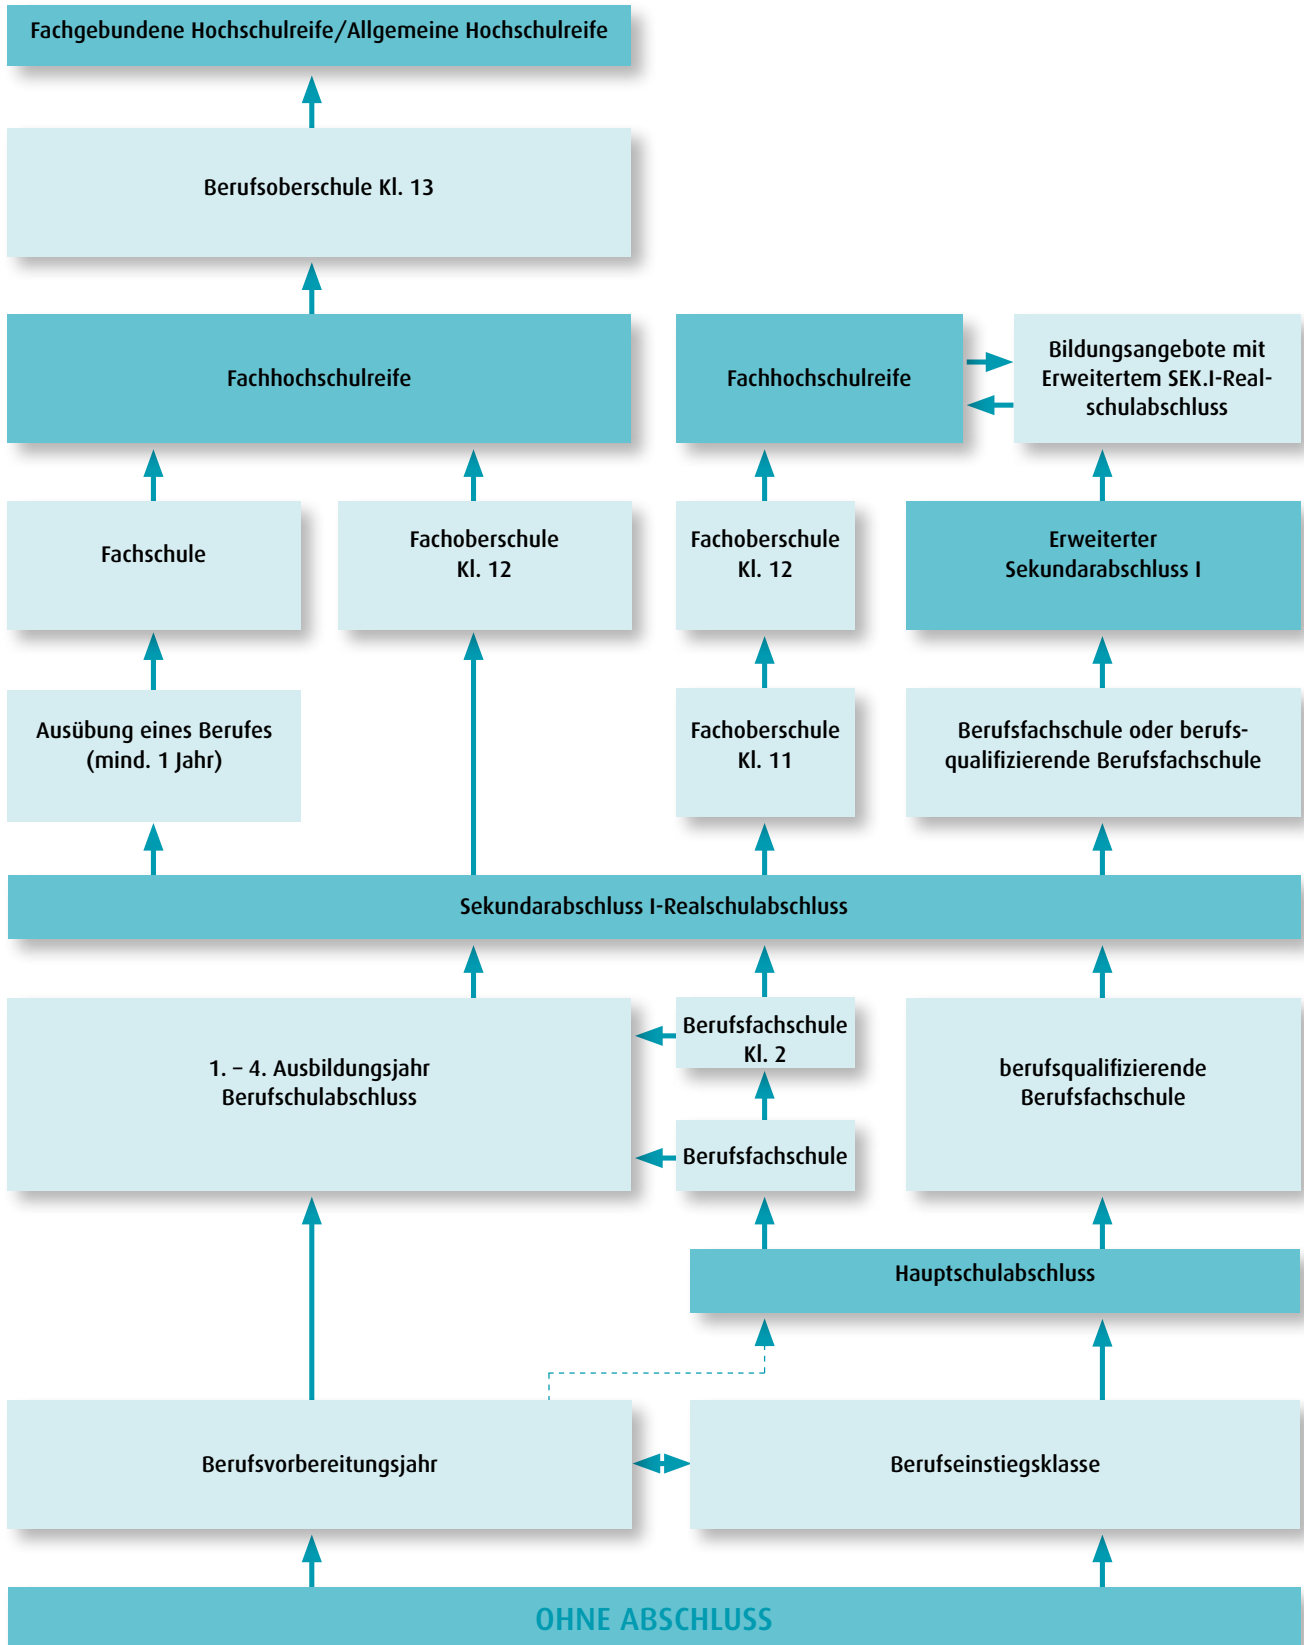 Fachgebundene Hochschulreife/Allgemeine Hochschulreife
Berufsoberschule Kl. 13
Fachhochschulreife
Fachhochschulreife
Bildungsangebote mit
Erweitertem SEK.I-Real-
schulabschluss
Fachschule
Fachoberschule
Kl. 12
Fachoberschule
Kl. 12
Erweiterter
Sekundarabschluss I
Ausübung eines Berufes
(mind. 1 Jahr)
Fachoberschule
Kl. 11
Berufsfachschule oder berufs-
qualifizierende Berufsfachschule
Sekundarabschluss I-Realschulabschluss
1. – 4. Ausbildungsjahr
Berufschulabschluss
Berufsfachschule
Kl. 2
Berufsfachschule
berufsqualifizierende
Berufsfachschule
Hauptschulabschluss
Berufsvorbereitungsjahr
Berufseinstiegsklasse
OHNE ABSCHLUSS